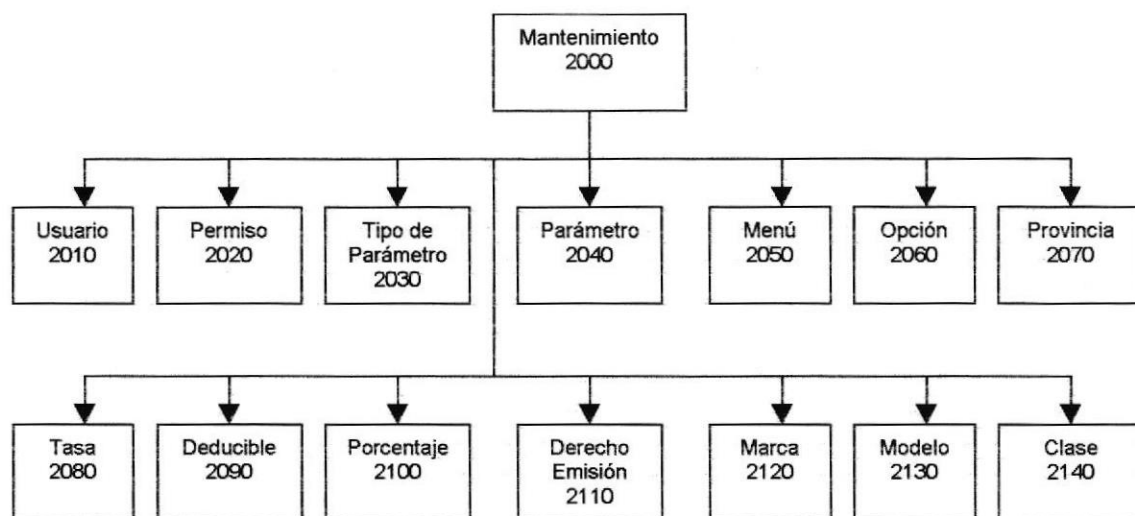 Mantenimiento
2000
Usuario
2010
Permiso
2020
Tipo de
Parámetro
2030
Parámetro
2040
Menú
2050
Opción
2060
Provincia
2070
Tasa
2080
Deducible
2090
Porcentaje
2100
Derecho
Emisión
2110
Marca
2120
Modelo
2130
Clase
2140